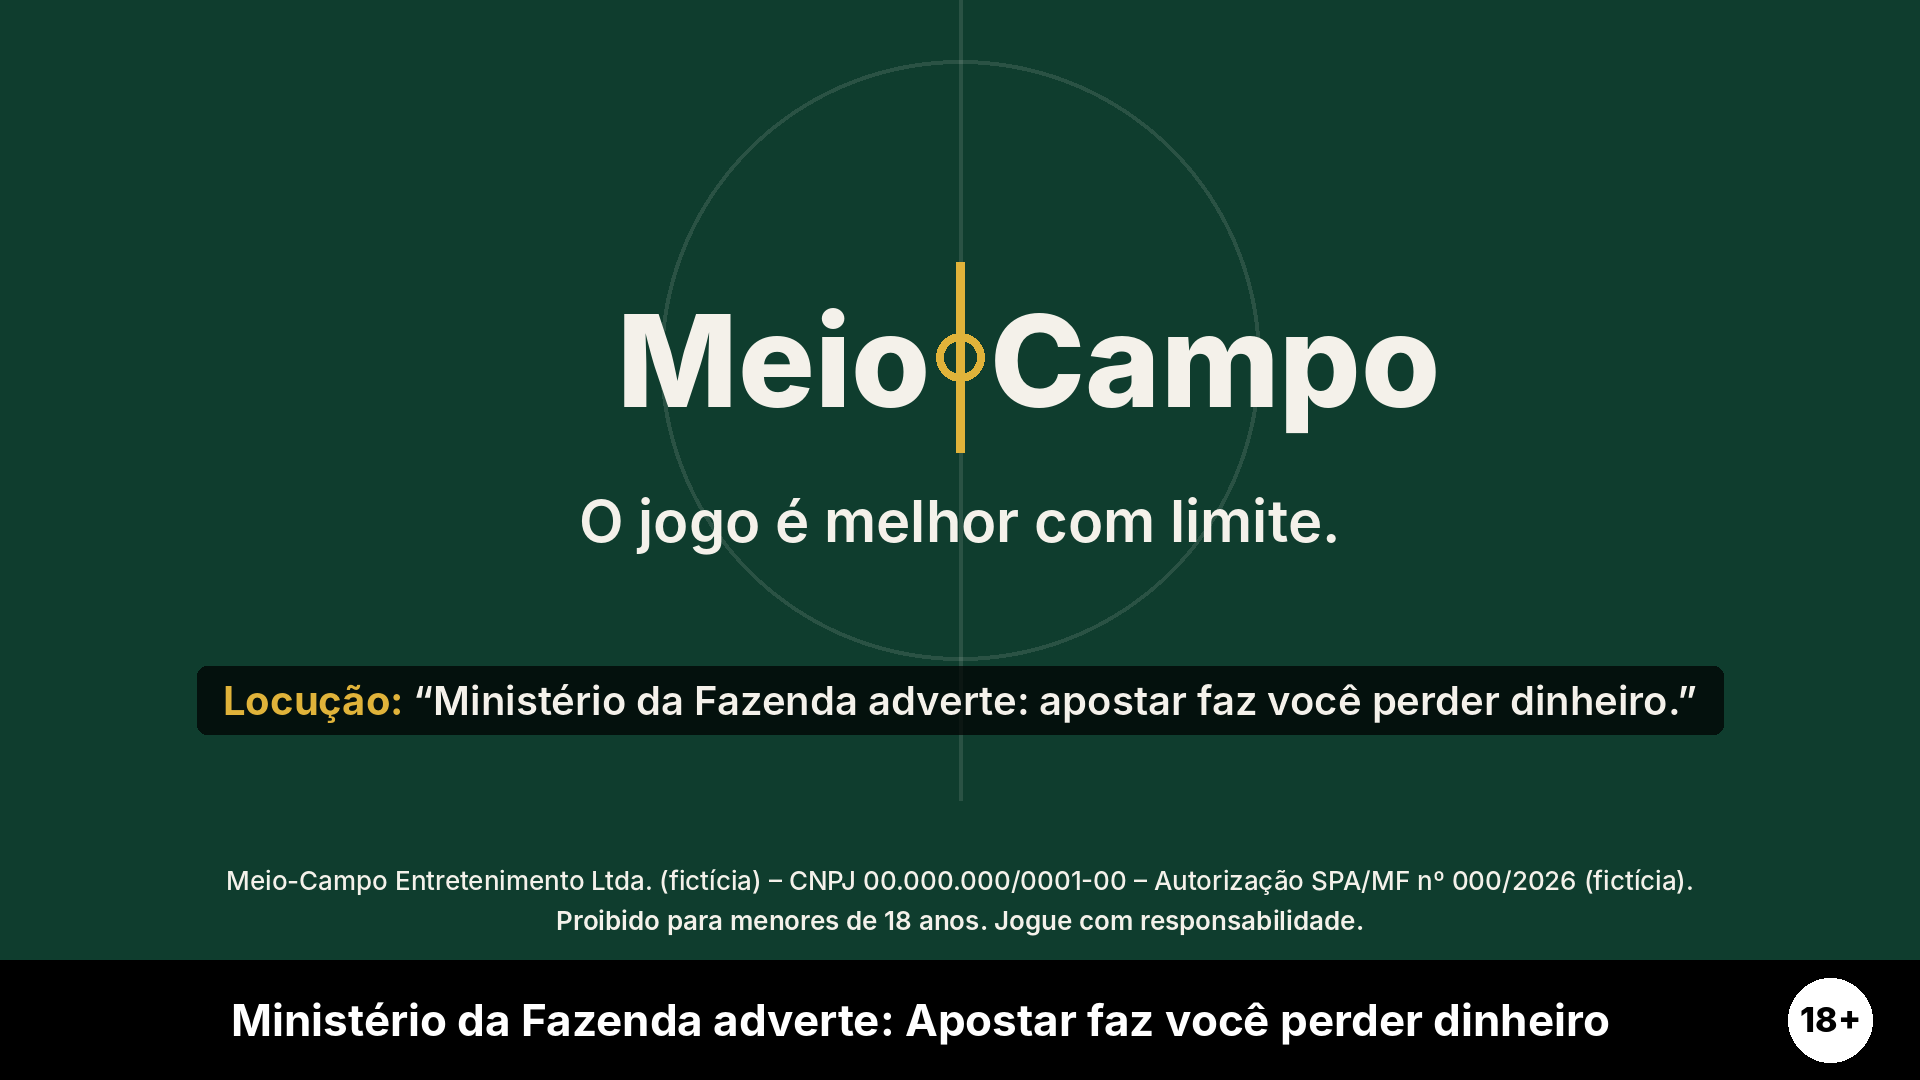 Meio Campo
O jogo é melhor com limite.
Locução: “Ministério da Fazenda adverte: apostar faz você perder dinheiro.”
Meio-Campo Entretenimento Ltda. (fictícia) – CNPJ 00.000.000/0001-00 – Autorização SPA/MF nº 000/2026 (fictícia).
Proibido para menores de 18 anos. Jogue com responsabilidade.
Ministério da Fazenda adverte: Apostar faz você perder dinheiro
18+